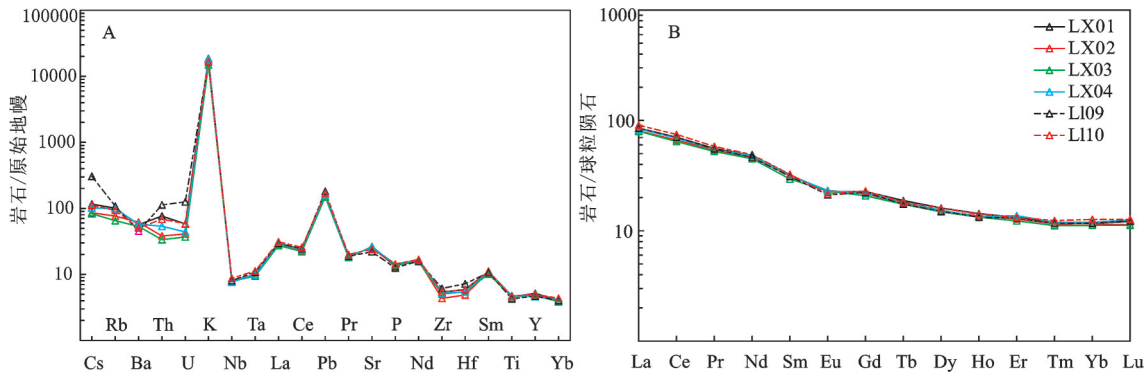 A
100000
10000
1000
100
10
岩石/原始地幔
Rb Th K Ta Ce Pr P Zr Sm Y
Cs Ba U Nb La Pb Sr Nd Hf Ti Yb
B
1000
100
10
岩石/球粒陨石
LX01
LX02
LX03
LX04
Ll09
Ll10
La Ce Pr Nd Sm Eu Gd Tb Dy Ho Er Tm Yb Lu